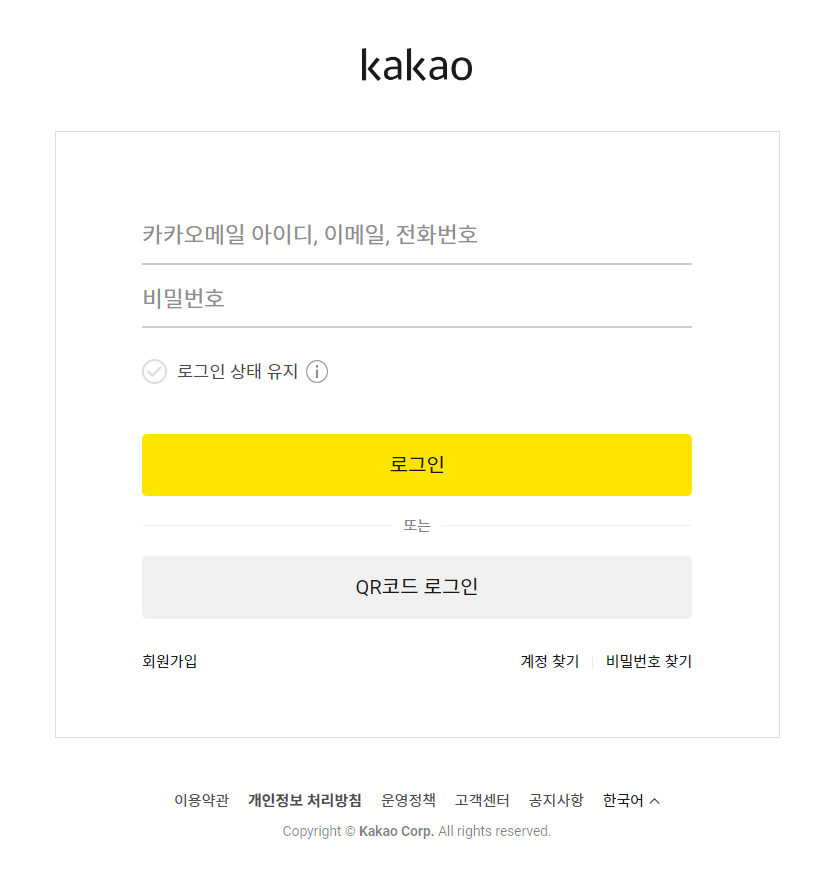 kakao
카카오메일 아이디, 이메일, 전화번호
비밀번호
로그인 상태 유지
로그인
또는
QR코드 로그인
회원가입 계정 찾기 비밀번호 찾기
이용약관 개인정보 처리방침 운영정책 고객센터 공지사항 한국어
Copyright © Kakao Corp. All rights reserved.